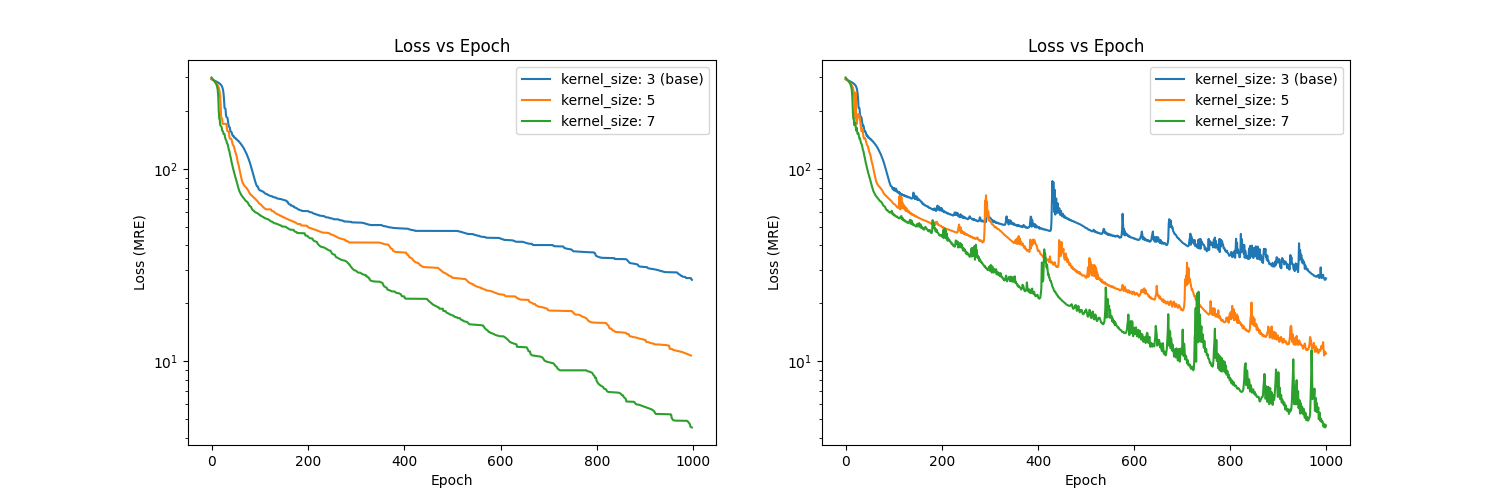 Loss vs Epoch
Loss (MRE)
10²
10¹
kernel_size: 3 (base)
kernel_size: 5
kernel_size: 7
0 200 400 600 800 1000
Epoch
Loss vs Epoch
Loss (MRE)
10²
10¹
kernel_size: 3 (base)
kernel_size: 5
kernel_size: 7
0 200 400 600 800 1000
Epoch